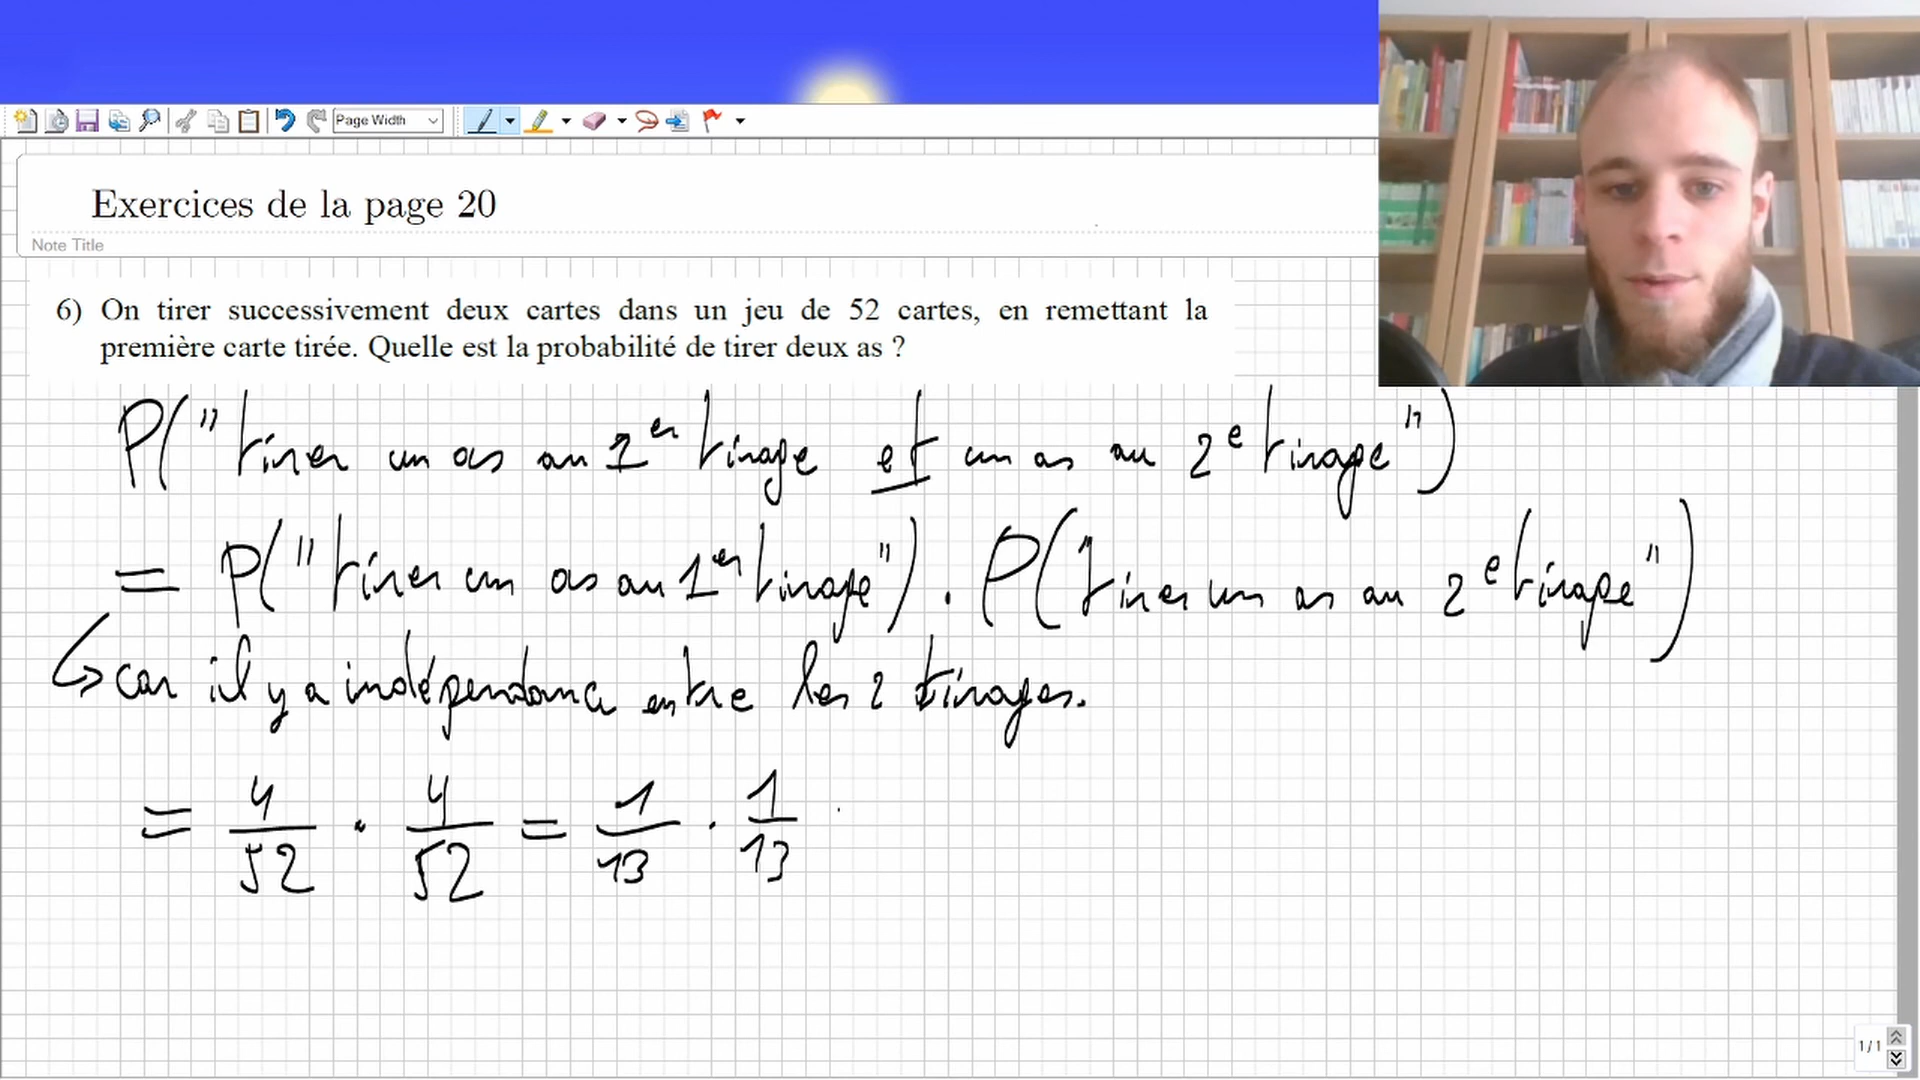 Page Width
Exercices de la page 20
Note Title
6) On tirer successivement deux cartes dans un jeu de 52 cartes, en remettant la
première carte tirée. Quelle est la probabilité de tirer deux as ?
P("tirer un as au 1er tirage et un as au 2e tirage")
= P("tirer un as au 1er tirage") . P("tirer un as au 2e tirage")
↳ car il y a indépendance entre les 2 tirages.
= 4/52 · 4/52 = 1/13 · 1/13
1/1